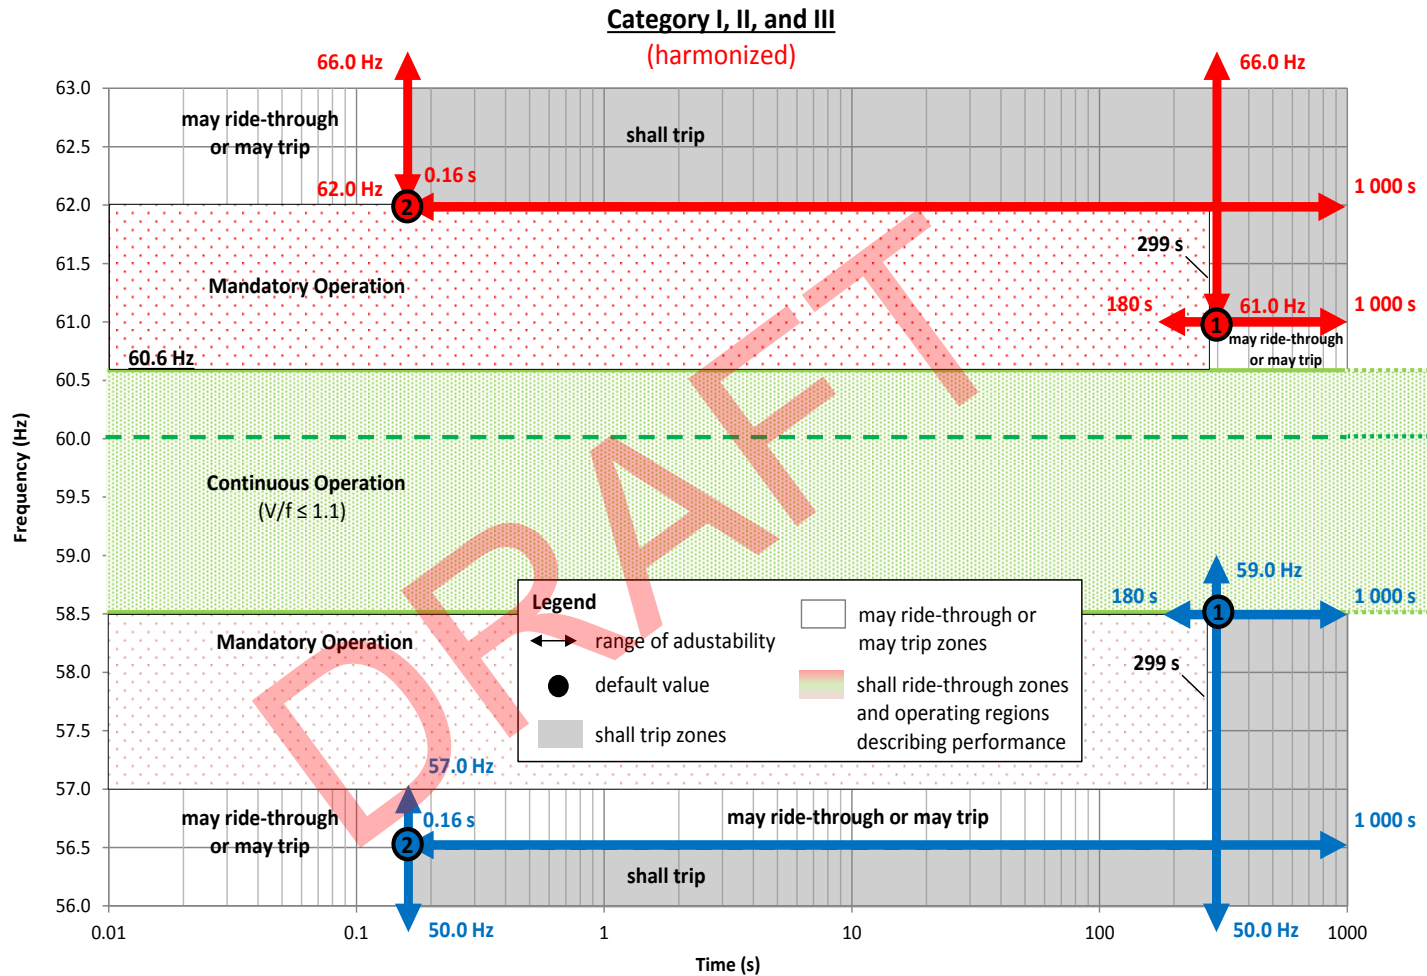 Category I, II, and III
(harmonized)
66.0 Hz
66.0 Hz
63.0
may ride-through
or may trip
shall trip
62.5
62.0 Hz
0.16 s
1 000 s
62.0
2
299 s
61.5
Mandatory Operation
180 s
61.0 Hz
1 000 s
61.0
1
may ride-through
or may trip
60.6 Hz
60.5
60.0
Frequency (Hz)
59.5
Continuous Operation
(V/f ≤ 1.1)
59.0
59.0 Hz
180 s
1 000 s
58.5
1
Mandatory Operation
58.0
299 s
57.5
Legend
range of adustability
default value
shall trip zones
may ride-through or
may trip zones
shall ride-through zones
and operating regions
describing performance
57.0 Hz
57.0
may ride-through
or may trip
0.16 s
may ride-through or may trip
1 000 s
56.5
2
shall trip
56.0
50.0 Hz
50.0 Hz
0.01
0.1
1
10
100
1000
Time (s)
DRAFT